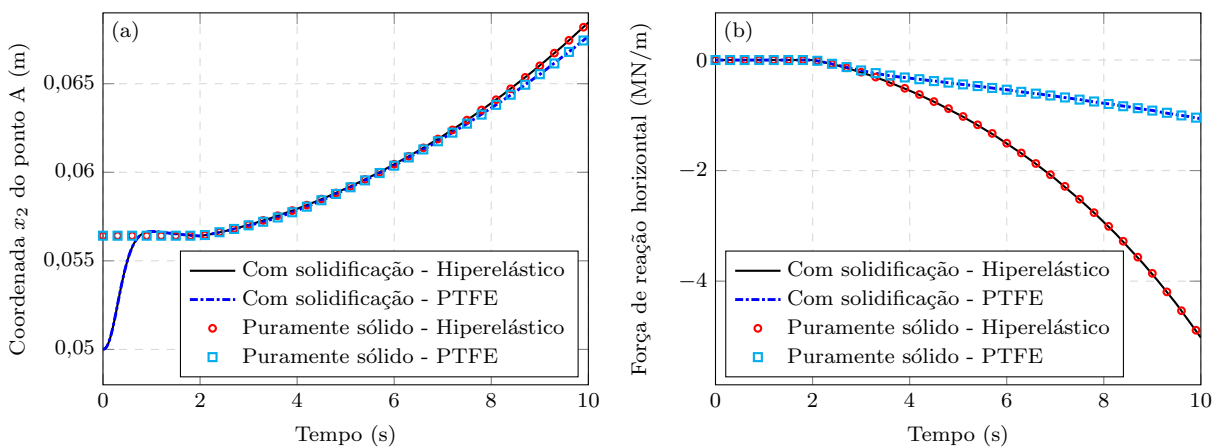 (a)
Coordenada x₂ do ponto A (m)
0,065
0,06
0,055
0,05
0 2 4 6 8 10
Tempo (s)
Com solidificação - Hiperelástico
Com solidificação - PTFE
Puramente sólido - Hiperelástico
Puramente sólido - PTFE
(b)
Força de reação horizontal (MN/m)
0
−2
−4
0 2 4 6 8 10
Tempo (s)
Com solidificação - Hiperelástico
Com solidificação - PTFE
Puramente sólido - Hiperelástico
Puramente sólido - PTFE